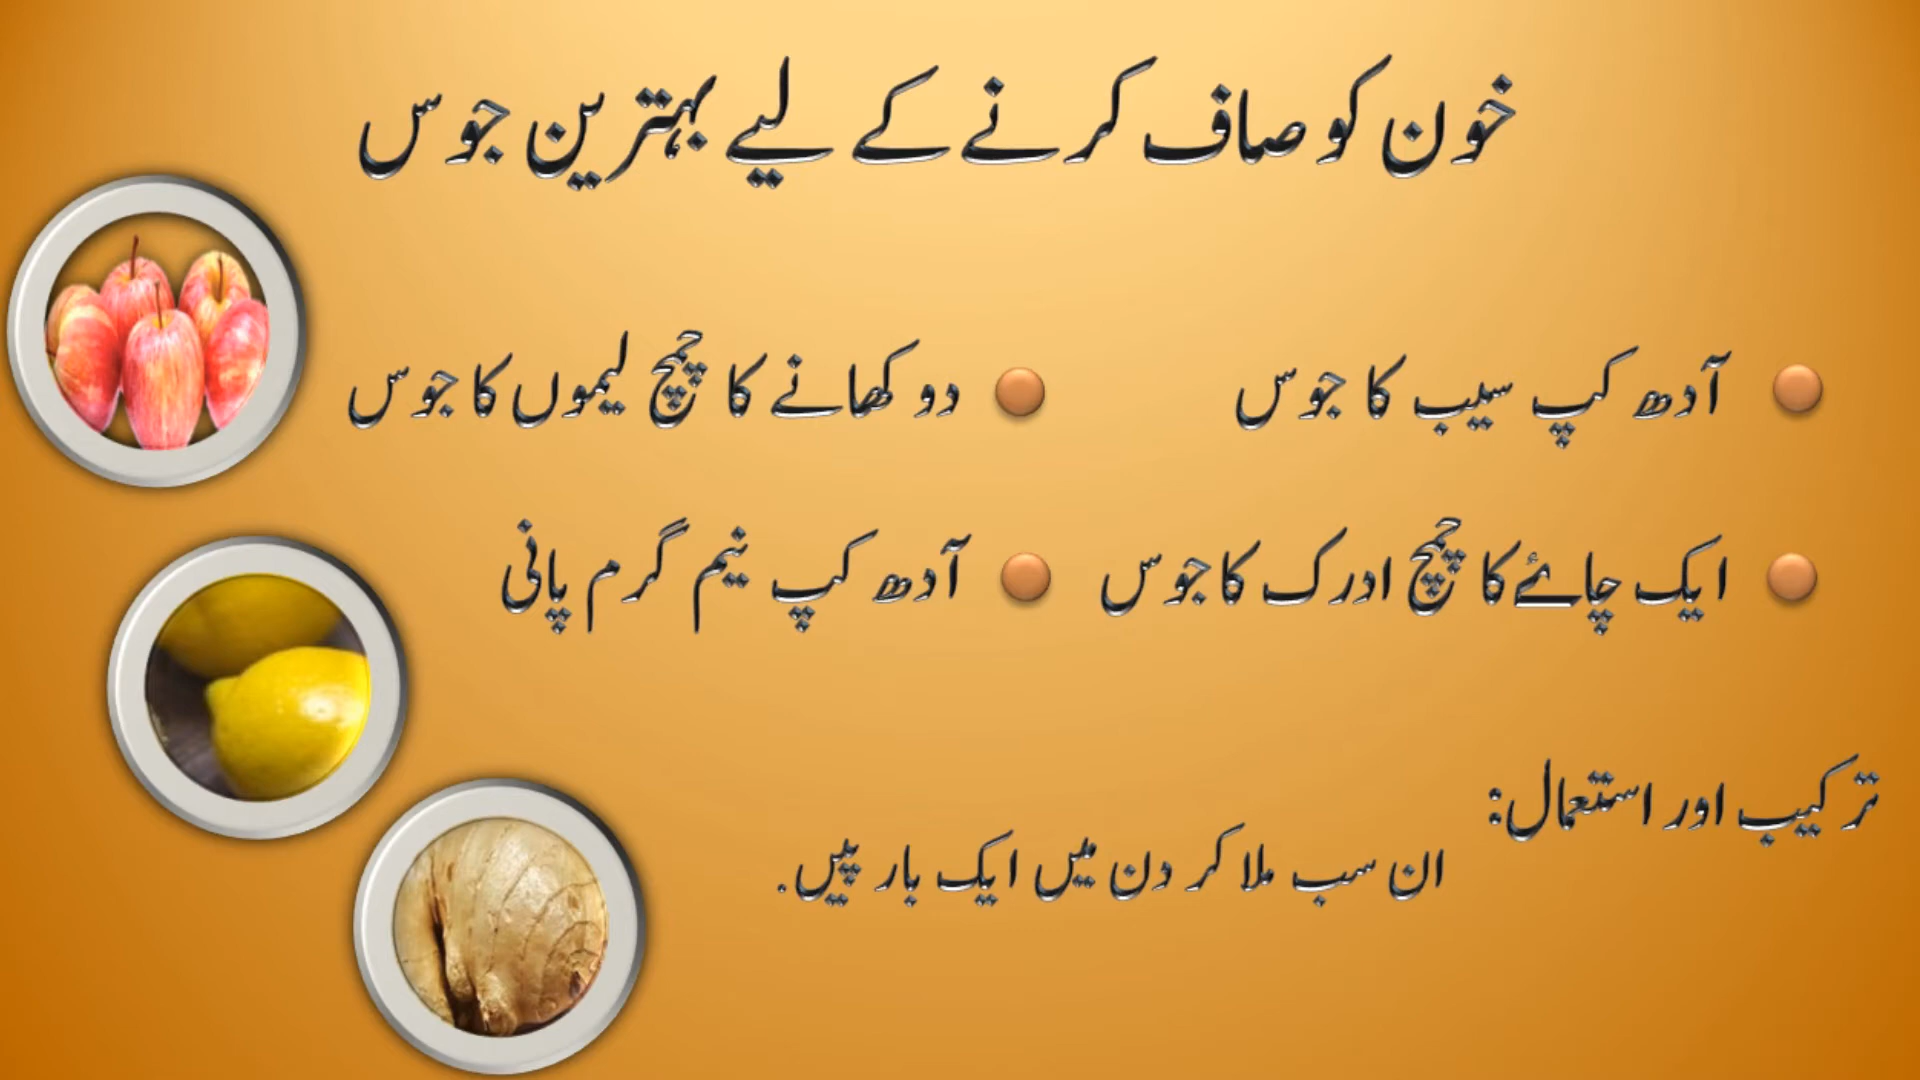 خون کو صاف کرنے کے لیے بہترین جوس
آدھ کپ سیب کا جوس
دو کھانے کا چمچ لیموں کا جوس
ایک چائے کا چمچ ادرک کا جوس
آدھ کپ نیم گرم پانی
ترکیب اور استعمال:
ان سب ملا کر دن میں ایک بار پیں.